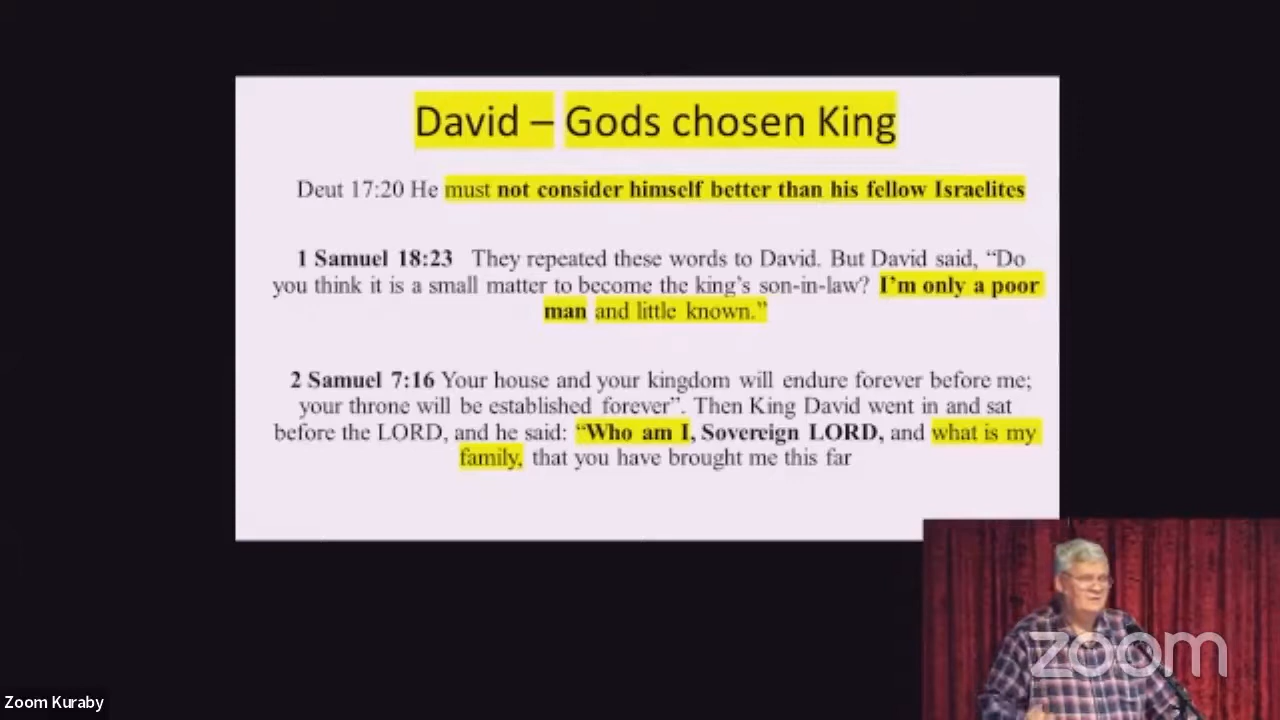 David – Gods chosen King
Deut 17:20 He must not consider himself better than his fellow Israelites
1 Samuel 18:23 They repeated these words to David. But David said, “Do
you think it is a small matter to become the king’s son-in-law? I’m only a poor
man and little known.”
2 Samuel 7:16 Your house and your kingdom will endure forever before me;
your throne will be established forever”. Then King David went in and sat
before the LORD, and he said: “Who am I, Sovereign LORD, and what is my
family, that you have brought me this far
zoom
Zoom Kuraby